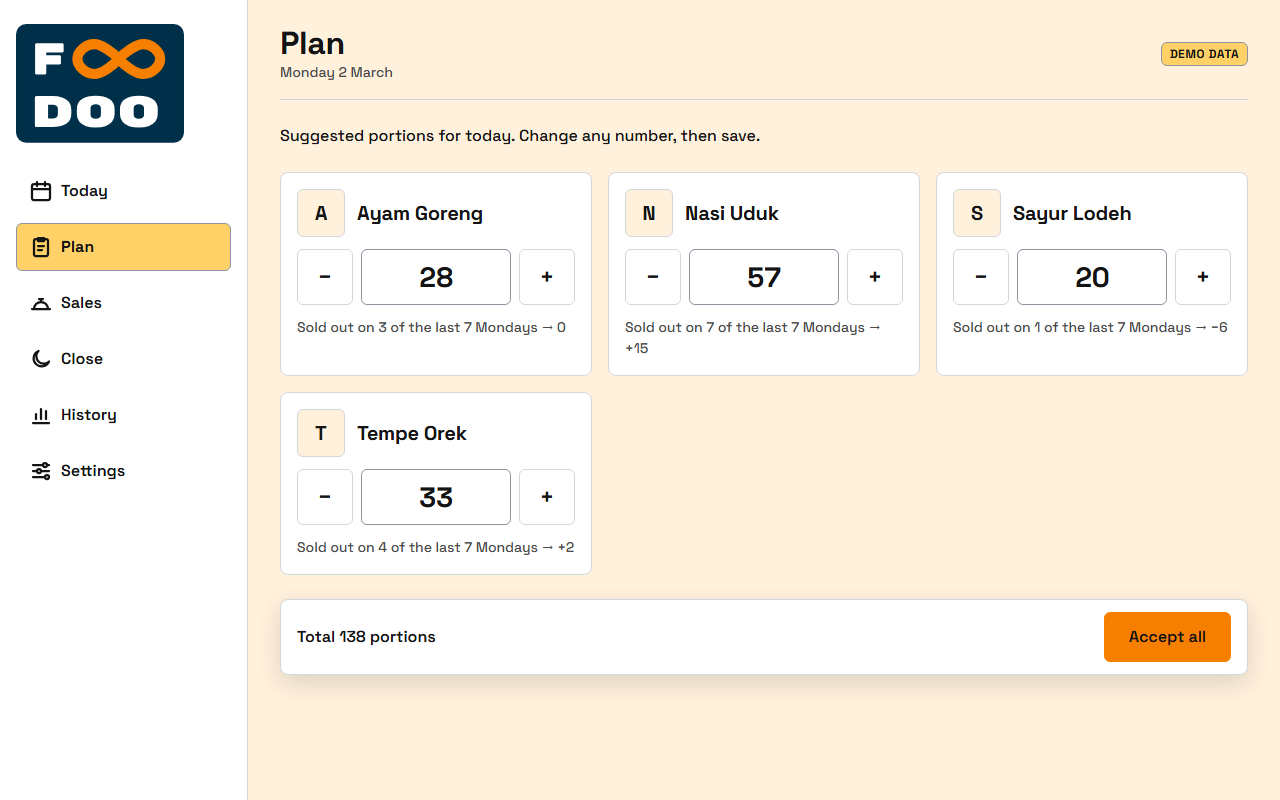 F∞
DOO
Today
Plan
Sales
Close
History
Settings
Plan
Monday 2 March
DEMO DATA
Suggested portions for today. Change any number, then save.
A
Ayam Goreng
−
28
+
Sold out on 3 of the last 7 Mondays → 0
N
Nasi Uduk
−
57
+
Sold out on 7 of the last 7 Mondays →
+15
S
Sayur Lodeh
−
20
+
Sold out on 1 of the last 7 Mondays → −6
T
Tempe Orek
−
33
+
Sold out on 4 of the last 7 Mondays → +2
Total 138 portions
Accept all